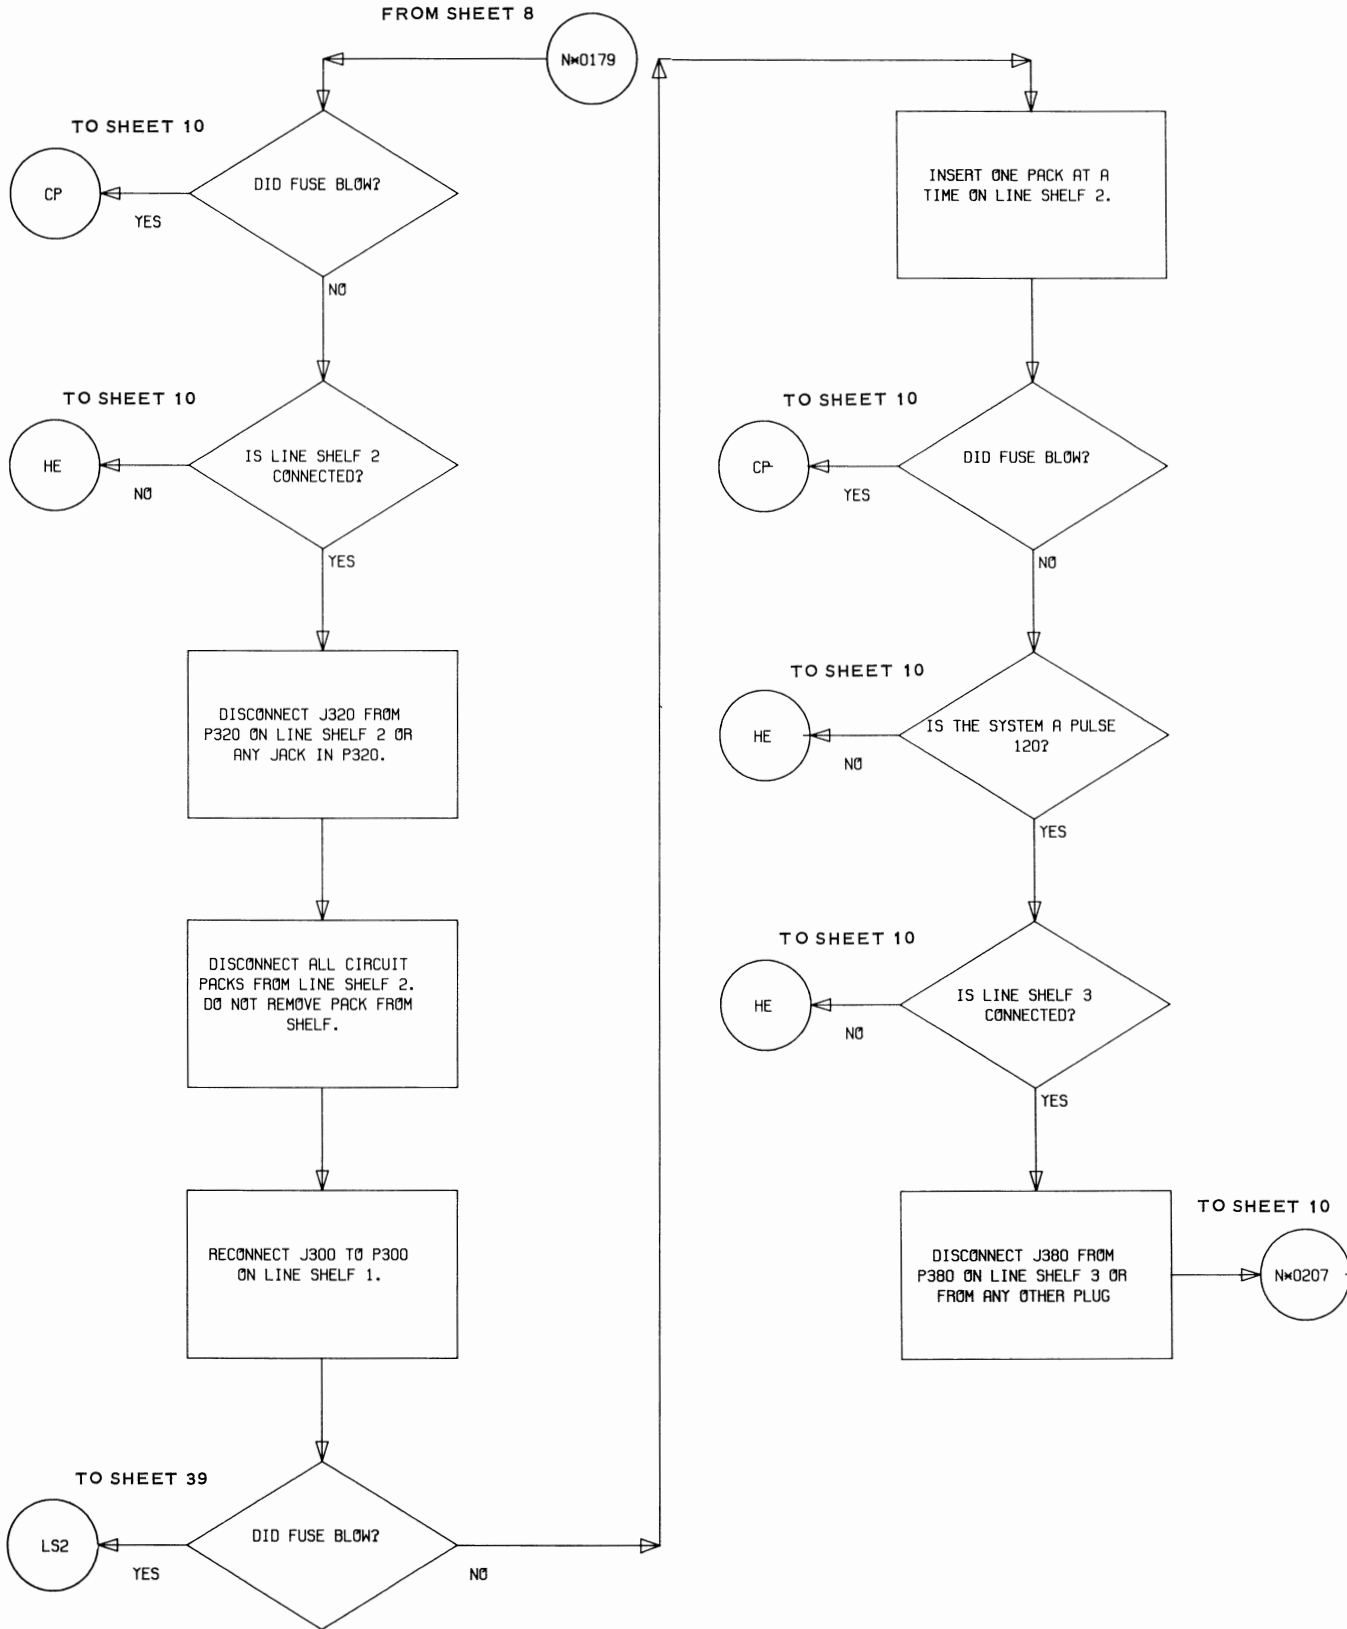 FROM SHEET 8
N*0179
TO SHEET 10
DID FUSE BLOW?
CP
YES
NO
TO SHEET 10
IS LINE SHELF 2
CONNECTED?
HE
NO
YES
DISCONNECT J320 FROM
P320 ON LINE SHELF 2 OR
ANY JACK IN P320.
DISCONNECT ALL CIRCUIT
PACKS FROM LINE SHELF 2.
DO NOT REMOVE PACK FROM
SHELF.
RECONNECT J300 TO P300
ON LINE SHELF 1.
TO SHEET 39
DID FUSE BLOW?
LS2
YES
NO
INSERT ONE PACK AT A
TIME ON LINE SHELF 2.
TO SHEET 10
DID FUSE BLOW?
CP
YES
NO
TO SHEET 10
IS THE SYSTEM A PULSE
120?
HE
NO
YES
TO SHEET 10
IS LINE SHELF 3
CONNECTED?
HE
NO
YES
TO SHEET 10
DISCONNECT J380 FROM
P380 ON LINE SHELF 3 OR
FROM ANY OTHER PLUG
N*0207